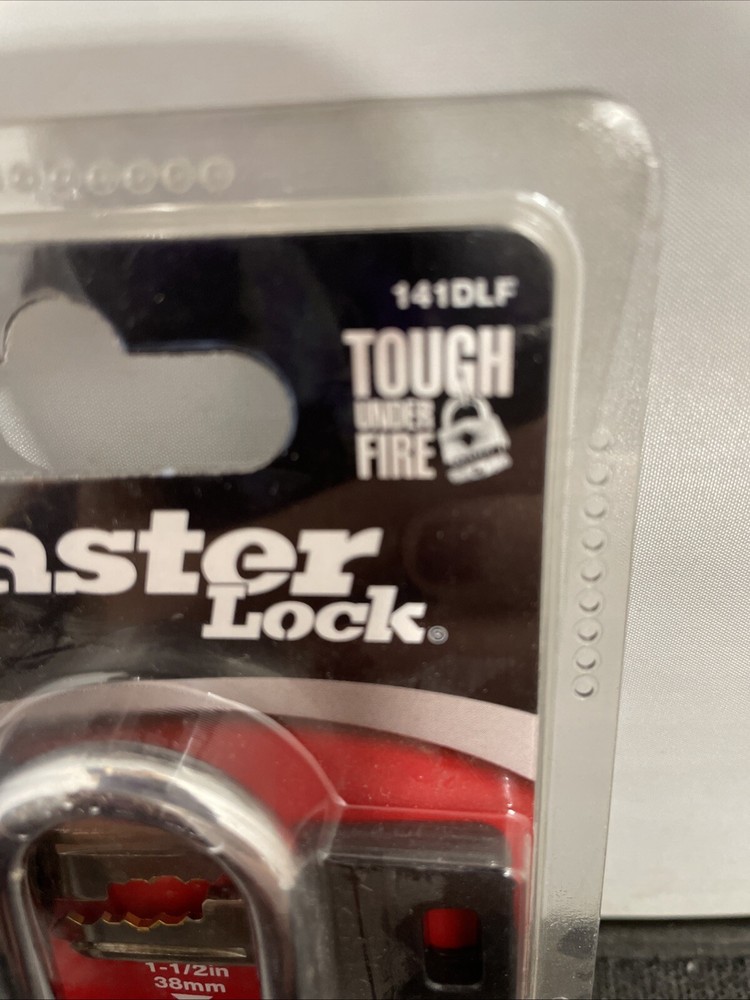 141DLF
TOUGH
UNDER
FIRE
aster
Lock®
1-1/2in
38mm